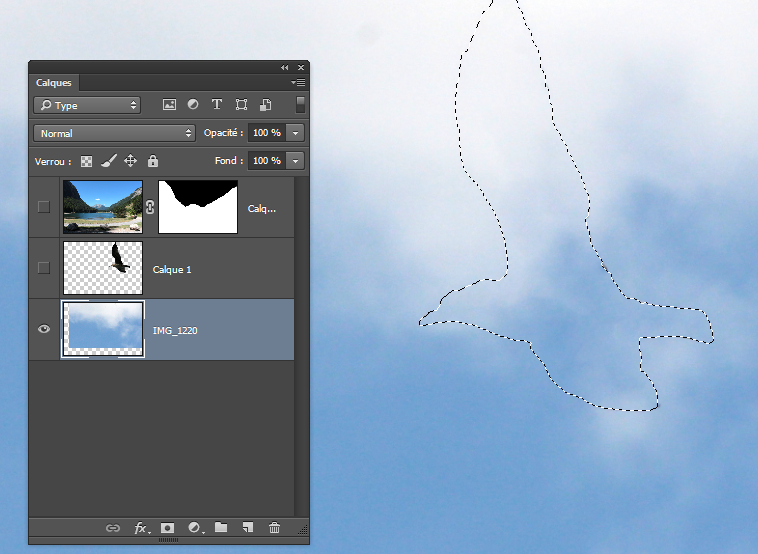 Calques
Type
Normal
Opacité : 100 %
Verrou :
Fond : 100 %
Calq...
Calque 1
IMG_1220
fx